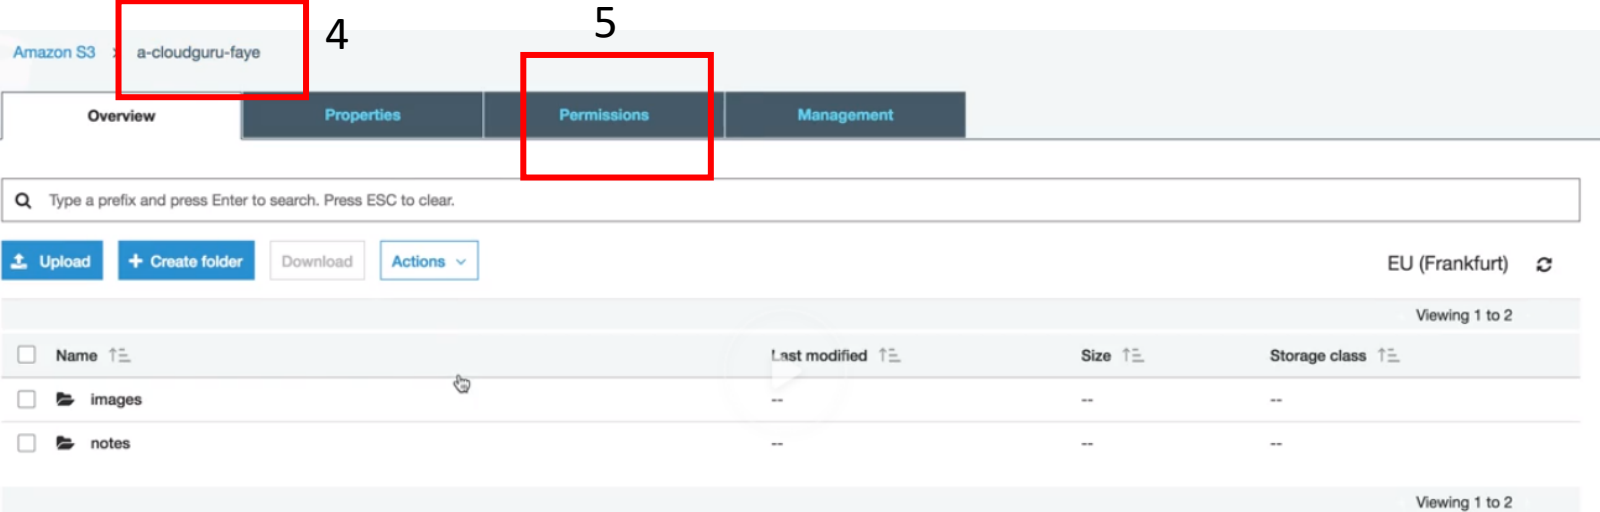 5
4
Amazon S3 > a-cloudguru-faye
Overview Properties Permissions Management
Type a prefix and press Enter to search. Press ESC to clear.
Upload + Create folder Download Actions EU (Frankfurt)
Viewing 1 to 2
Name Last modified Size Storage class
images -- -- --
notes -- -- --
Viewing 1 to 2